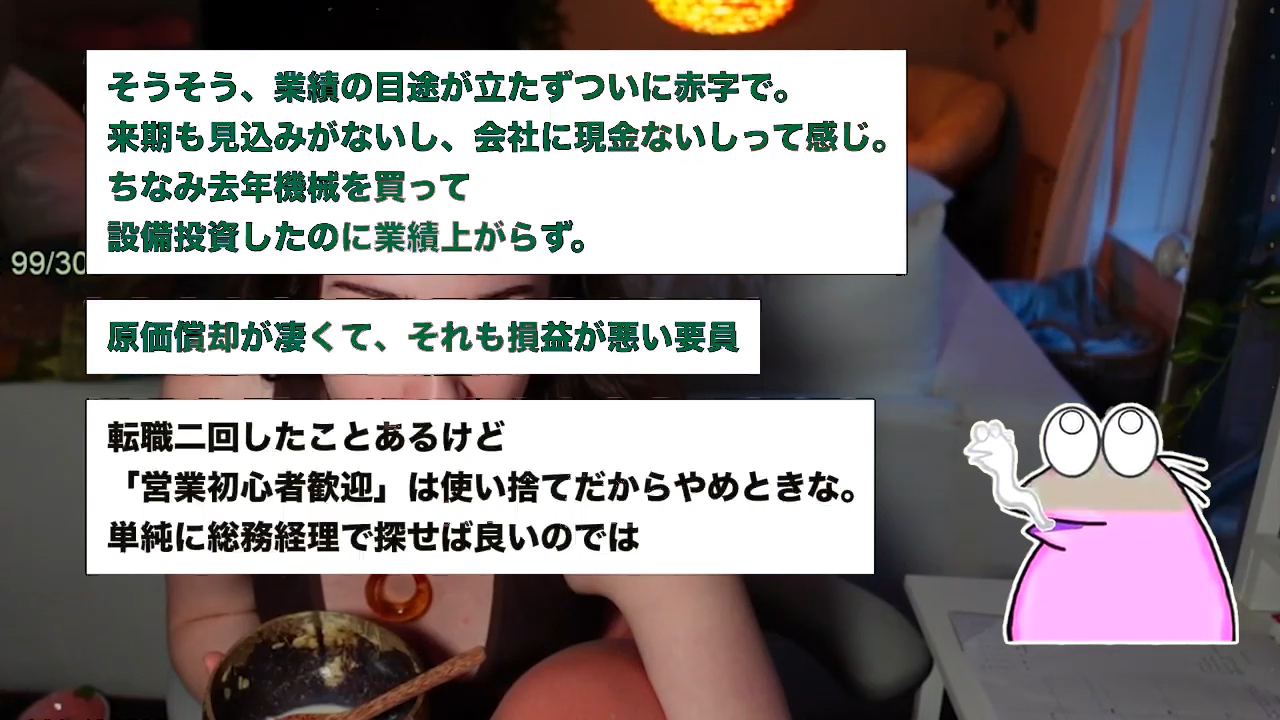 そうそう、業績の目途が立たずついに赤字で。
来期も見込みがないし、会社に現金ないしって感じ。
ちなみ去年機械を買って
設備投資したのに業績上がらず。
99/30
原価償却が凄くて、それも損益が悪い要員
転職二回したことあるけど
「営業初心者歓迎」は使い捨てだからやめときな。
単純に総務経理で探せば良いのでは